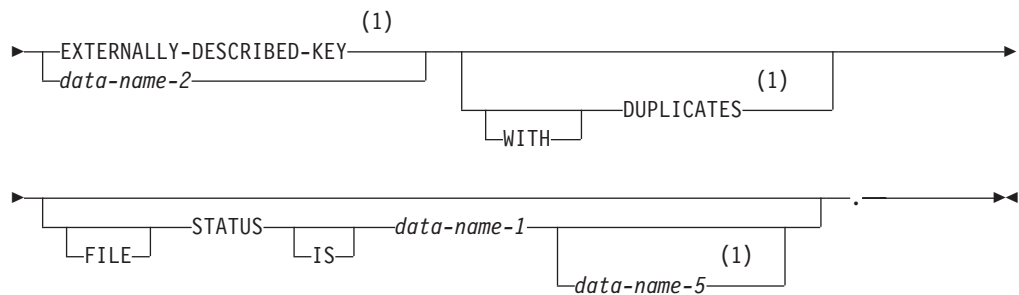 (1)
EXTERNALLY-DESCRIBED-KEY
data-name-2
(1)
DUPLICATES
WITH
.
STATUS data-name-1
FILE IS
(1)
data-name-5